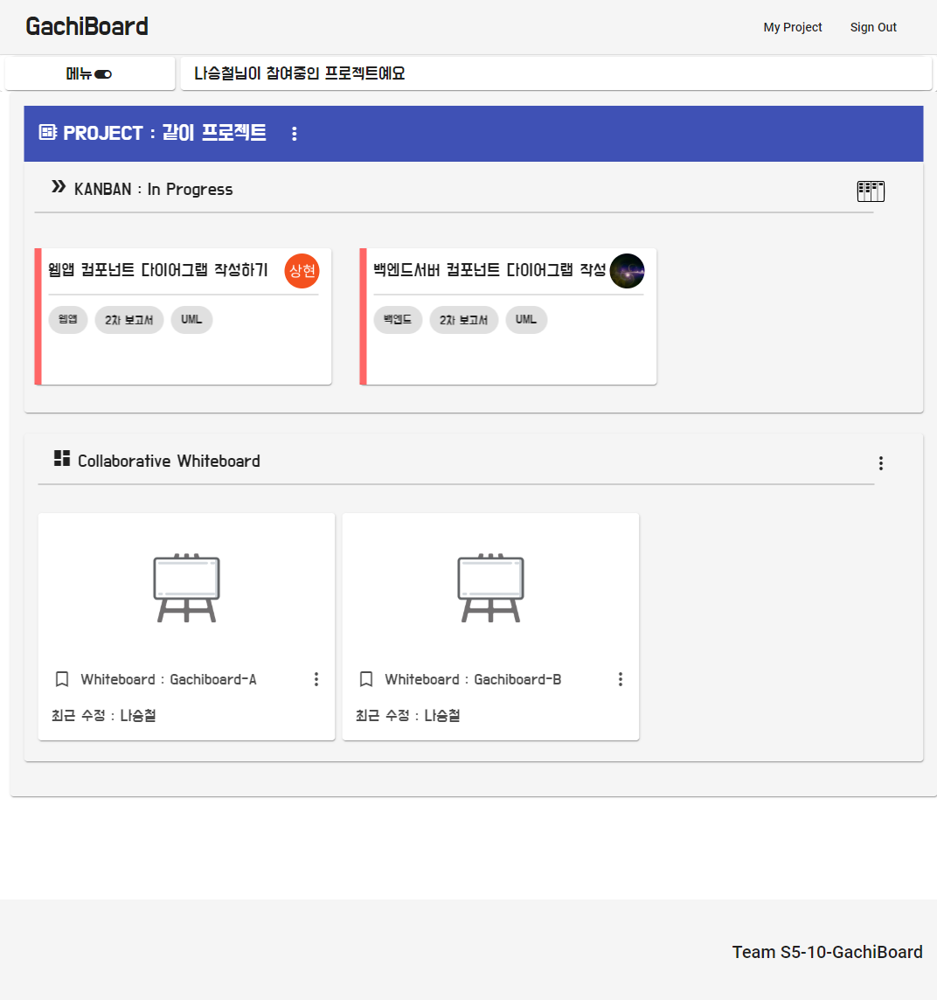 GachiBoard
My Project
Sign Out
메뉴
나승철님이 참여중인 프로젝트예요
PROJECT : 같이 프로젝트
KANBAN : In Progress
웹앱 컴포넌트 다이어그램 작성하기
상현
웹앱
2차 보고서
UML
백엔드서버 컴포넌트 다이어그램 작성
백엔드
2차 보고서
UML
Collaborative Whiteboard
Whiteboard : Gachiboard-A
최근 수정 : 나승철
Whiteboard : Gachiboard-B
최근 수정 : 나승철
Team S5-10-GachiBoard